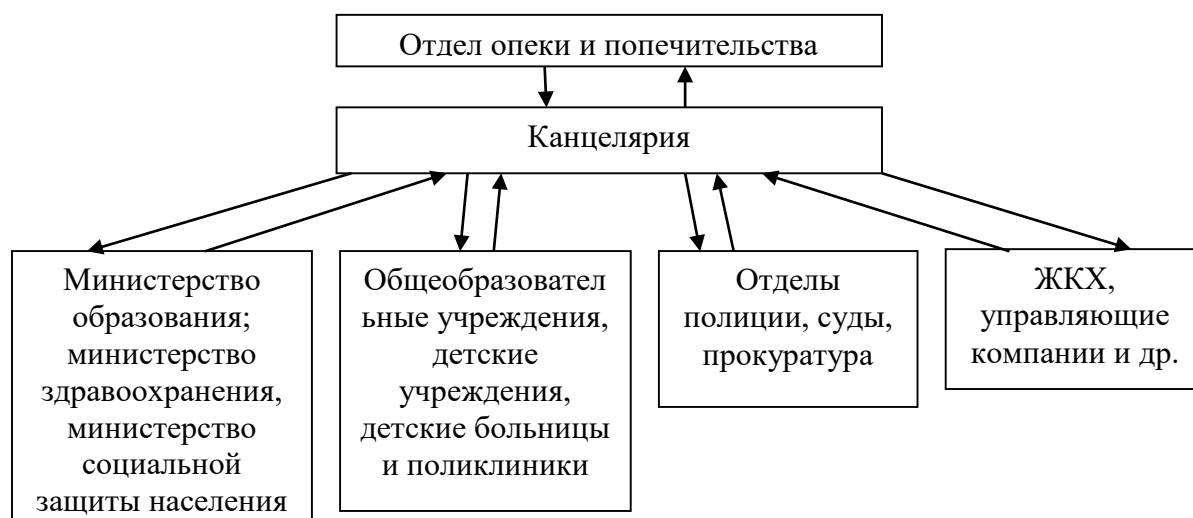 Отдел опеки и попечительства
Канцелярия
Министерство
образования;
министерство
здравоохранения,
министерство
социальной
защиты населения
Общеобразовател
ьные учреждения,
детские
учреждения,
детские больницы
и поликлиники
Отделы
полиции, суды,
прокуратура
ЖКХ,
управляющие
компании и др.